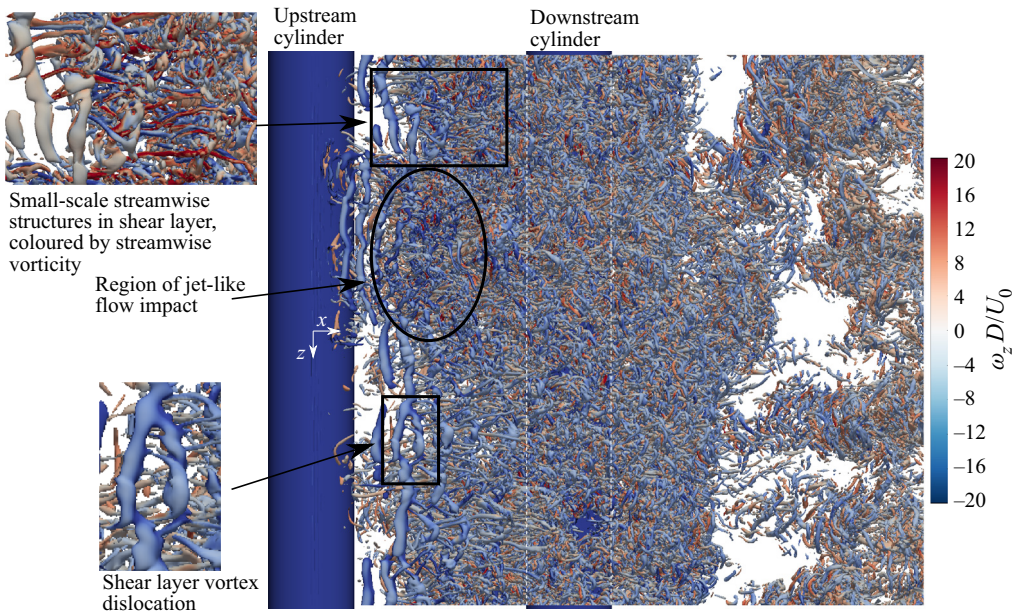 Upstream
cylinder
Downstream
cylinder
Small-scale streamwise
structures in shear layer,
coloured by streamwise
vorticity
Region of jet-like
flow impact
x
z
Shear layer vortex
dislocation
20
16
12
8
4
0
−4
−8
−12
−16
−20
ω_z D/U_0